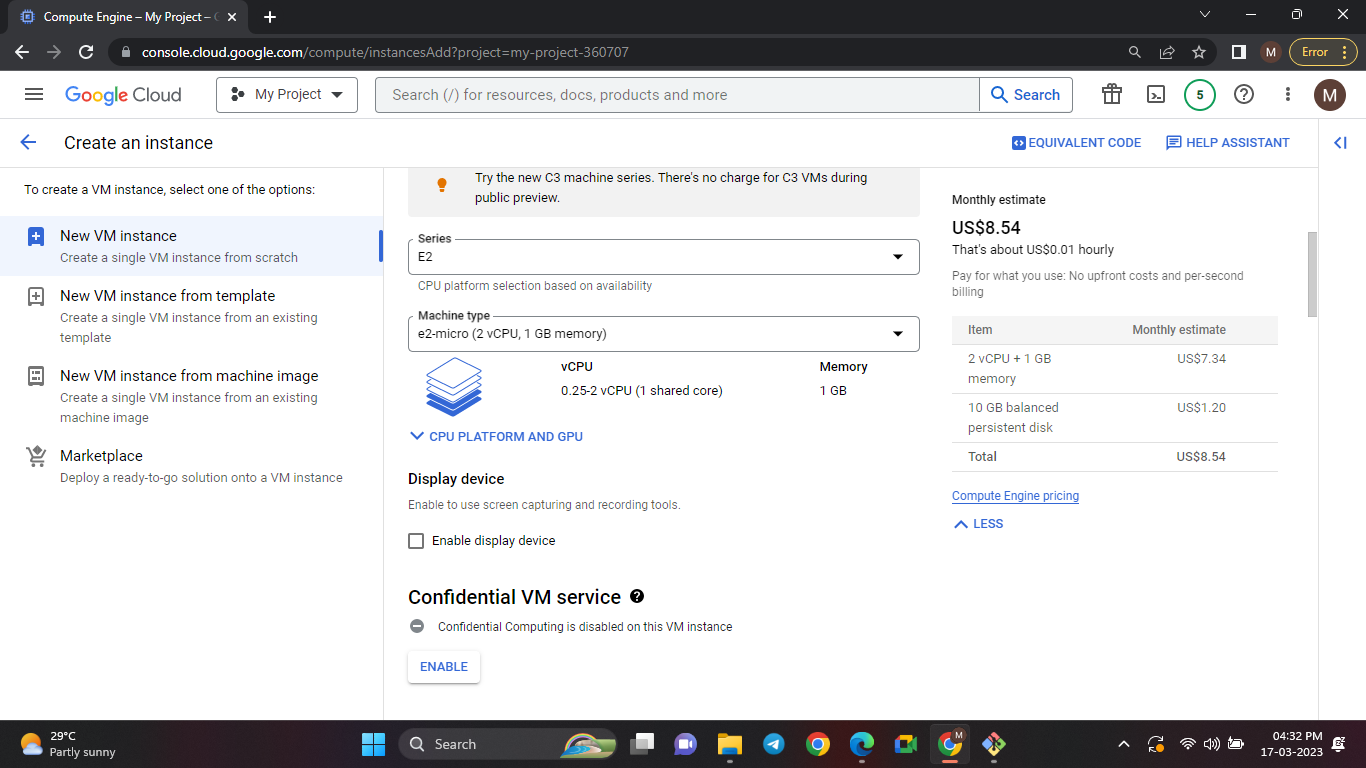 Compute Engine – My Project –
console.cloud.google.com/compute/instancesAdd?project=my-project-360707
M
Error
Google Cloud
My Project
Search (/) for resources, docs, products and more
Search
5
M
Create an instance
EQUIVALENT CODE
HELP ASSISTANT
To create a VM instance, select one of the options:
New VM instance
Create a single VM instance from scratch
New VM instance from template
Create a single VM instance from an existing
template
New VM instance from machine image
Create a single VM instance from an existing
machine image
Marketplace
Deploy a ready-to-go solution onto a VM instance
Try the new C3 machine series. There's no charge for C3 VMs during
public preview.
Series
E2
CPU platform selection based on availability
Machine type
e2-micro (2 vCPU, 1 GB memory)
vCPU
Memory
0.25-2 vCPU (1 shared core)
1 GB
CPU PLATFORM AND GPU
Display device
Enable to use screen capturing and recording tools.
Enable display device
Confidential VM service
Confidential Computing is disabled on this VM instance
ENABLE
Monthly estimate
US$8.54
That's about US$0.01 hourly
Pay for what you use: No upfront costs and per-second
billing
Item
Monthly estimate
2 vCPU + 1 GB
memory
US$7.34
10 GB balanced
persistent disk
US$1.20
Total
US$8.54
Compute Engine pricing
LESS
29°C
Partly sunny
Search
M
04:32 PM
17-03-2023